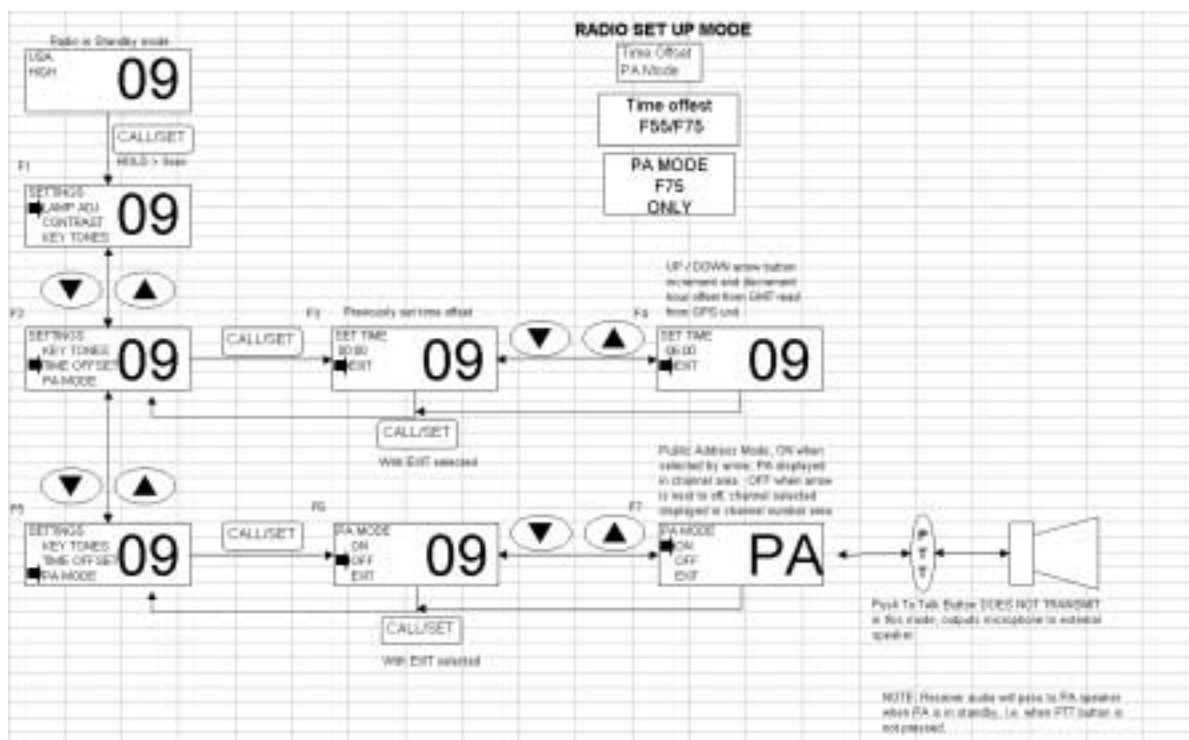 RADIO SET UP MODE
Time Offset
PA Mode
Time offest
F55/F75
PA MODE
F75
ONLY
Radio in Standby mode
USA
HIGH
09
CALL/SET
HOLD >
F1
SETTINGS
LAMP ADJ
CONTRAST
KEY TONES
09
F2
SETTINGS
KEY TONES
TIME OFFSET
PA MODE
09
CALL/SET
F3
Previously set time offset
SET TIME
00:00
EXIT
09
UP / DOWN arrow button
increment and decrement
hour offset from GMT read
from GPS unit
F4
SET TIME
06:00
EXIT
09
CALL/SET
With EXIT selected
F5
SETTINGS
KEY TONES
TIME OFFSET
PA MODE
09
CALL/SET
F6
PA MODE
ON
OFF
EXIT
09
Public Address Mode, ON when
selected by arrow, PA displayed
in channel area. OFF when arrow
is next to off, channel selected
displayed in channel number area
F7
PA MODE
ON
OFF
EXIT
PA
PTT
Push To Talk Button DOES NOT TRANSMIT
in this mode, outputs microphone to external
speaker
CALL/SET
With EXIT selected
NOTE: Receiver audio will pass to PA speaker
when PA is in standby, i.e. when PTT button is
not pressed.